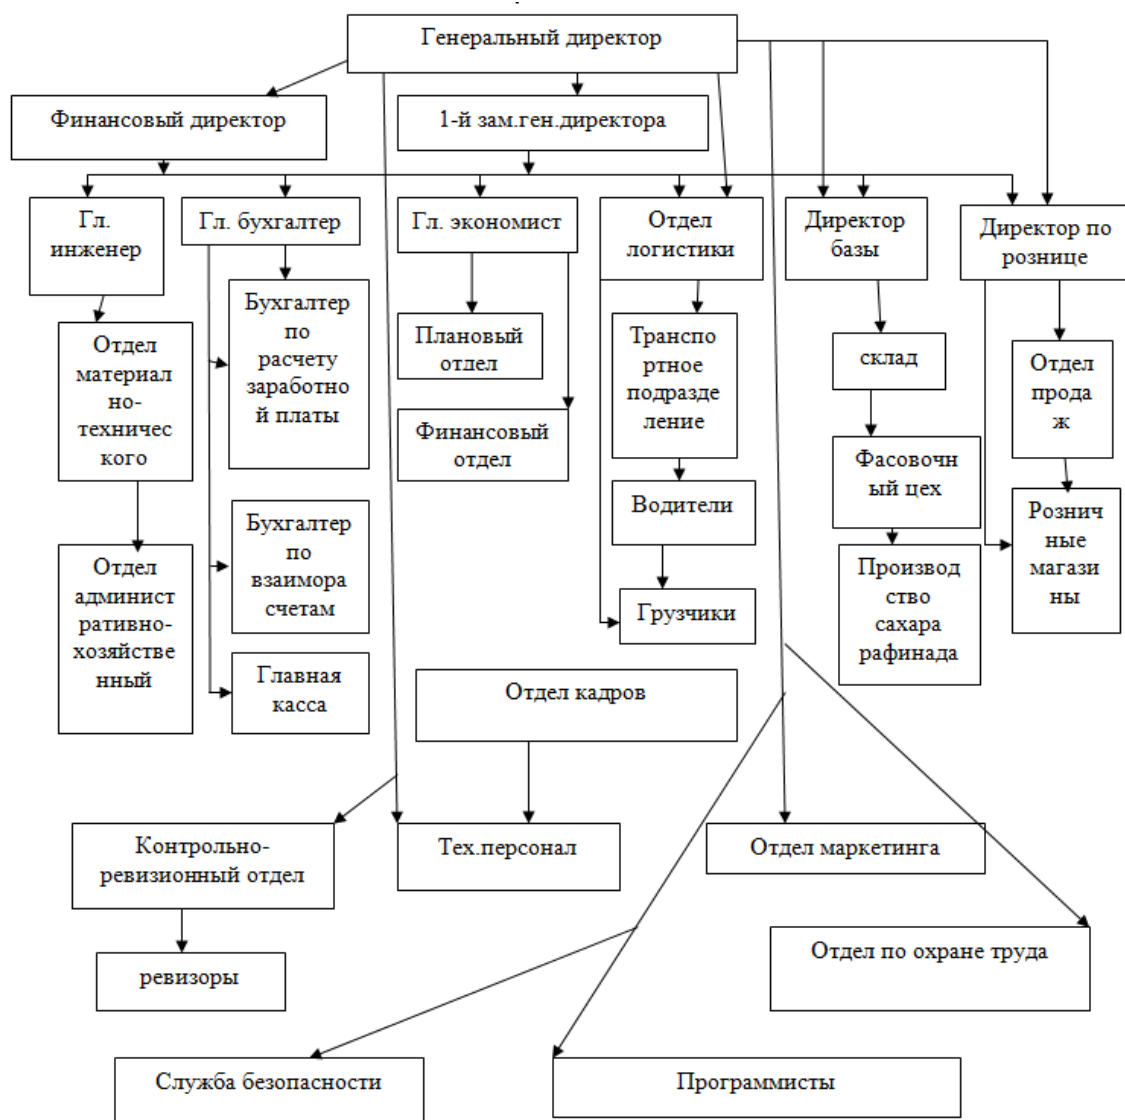 Генеральный директор
Финансовый директор
1-й зам.ген.директора
Гл.
инженер
Гл. бухгалтер
Гл. экономист
Отдел
логистики
Директор
базы
Директор по
рознице
Отдел
материал
но-
техничес
кого
Бухгалтер
по
расчету
заработно
й платы
Плановый
отдел
Финансовый
отдел
Транспо
ртное
подразде
ление
склад
Отдел
прода
ж
Фасовочн
ый цех
Водители
Рознич
ные
магази
ны
Бухгалтер
по
взаимора
счетам
Отдел
админист
ративно-
хозяйстве
нный
Производ
ство
сахара
рафинада
Грузчики
Главная
касса
Отдел кадров
Контрольно-
ревизионный отдел
Тех.персонал
Отдел маркетинга
ревизоры
Отдел по охране труда
Служба безопасности
Программисты